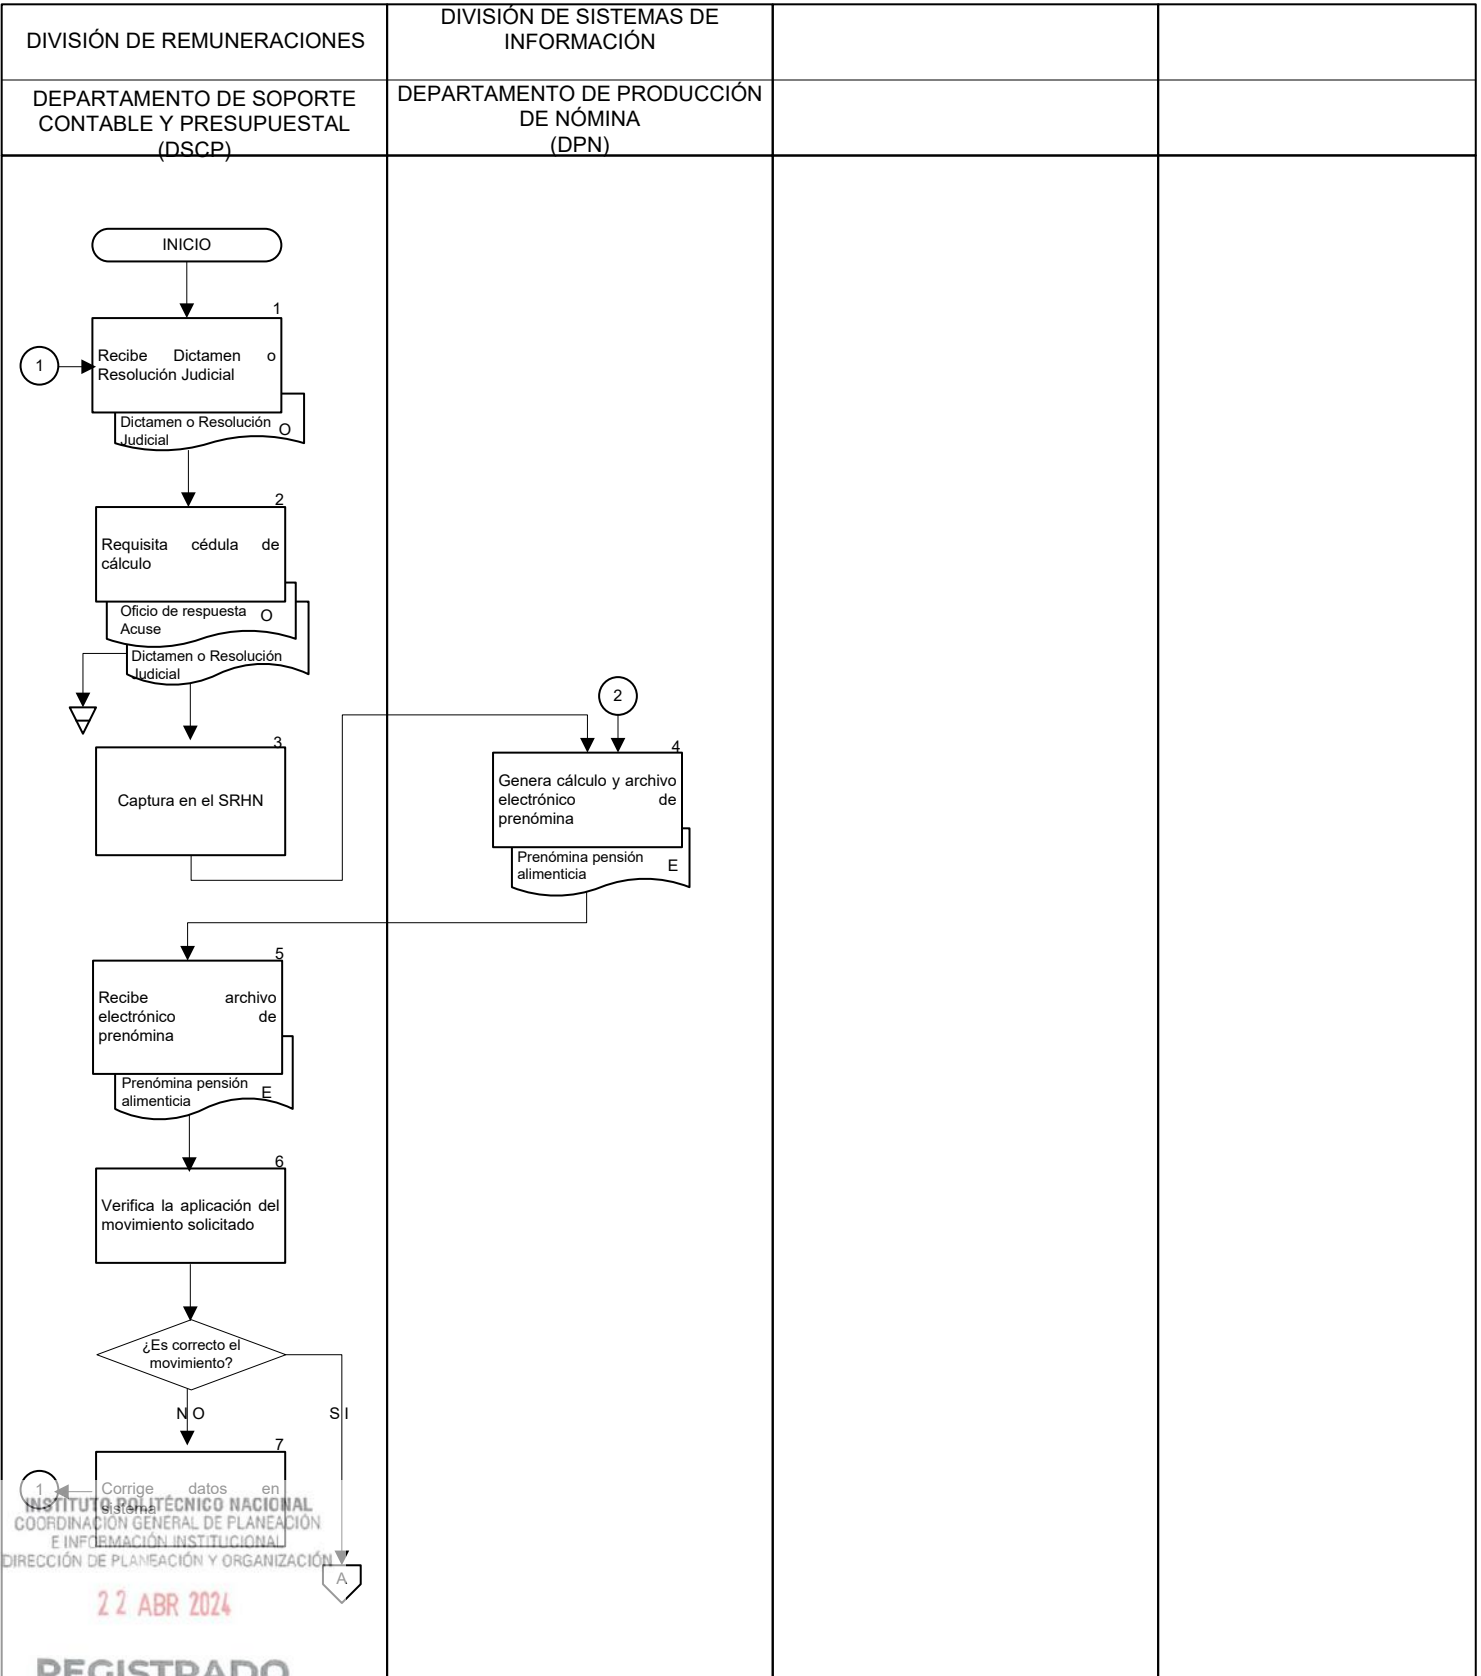 DIVISIÓN DE REMUNERACIONES
DIVISIÓN DE SISTEMAS DE
INFORMACIÓN
DEPARTAMENTO DE SOPORTE
CONTABLE Y PRESUPUESTAL
(DSCP)
DEPARTAMENTO DE PRODUCCIÓN
DE NÓMINA
(DPN)
INICIO
1
1
Recibe Dictamen o
Resolución Judicial
Dictamen o Resolución
Judicial
O
2
Requisita cédula de
cálculo
Oficio de respuesta
Acuse
O
Dictamen o Resolución
Judicial
3
Captura en el SRHN
2
4
Genera cálculo y archivo
electrónico de
prenómina
Prenómina pensión
alimenticia
E
5
Recibe archivo
electrónico de
prenómina
Prenómina pensión
alimenticia
E
6
Verifica la aplicación del
movimiento solicitado
¿Es correcto el
movimiento?
NO
SI
7
1
Corrige datos en
sistema
INSTITUTO POLITÉCNICO NACIONAL
COORDINACIÓN GENERAL DE PLANEACIÓN
E INFORMACIÓN INSTITUCIONAL
DIRECCIÓN DE PLANEACIÓN Y ORGANIZACIÓN
A
22 ABR 2024
REGISTRADO